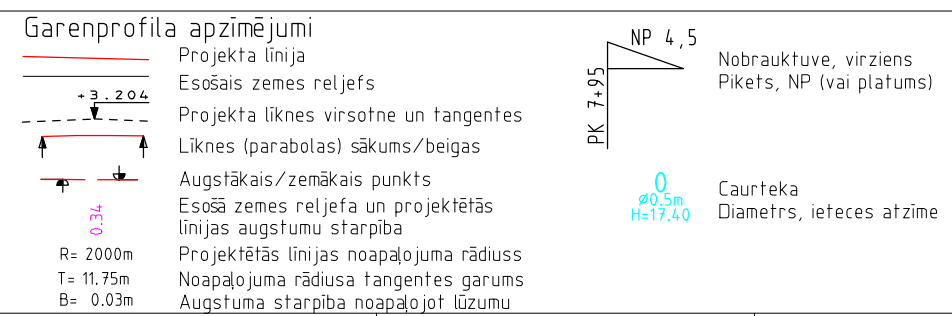 Garenprofila apzīmējumi
Projekta līnija
Esošais zemes reljefs
+3.204
Projekta līknes virsotne un tangentes
Līknes (parabolas) sākums/beigas
Augstākais/zemākais punkts
0.34
Esošā zemes reljefa un projektētās
līnijas augstumu starpība
R= 2000m
Projektētās līnijas noapaļojuma rādiuss
T= 11.75m
Noapaļojuma rādiusa tangentes garums
B= 0.03m
Augstuma starpība noapaļojot lūzumu
NP 4,5
PK 7+95
Nobrauktuve, virziens
Pikets, NP (vai platums)
Ø0.5m
H=17.40
Caurteka
Diametrs, ieteces atzīme